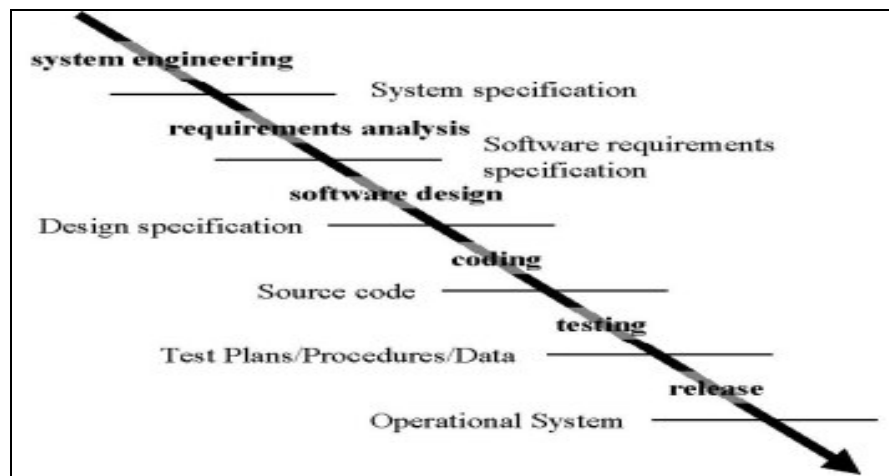 system engineering
System specification
requirements analysis
Software requirements
specification
software design
Design specification
coding
Source code
testing
Test Plans/Procedures/Data
release
Operational System